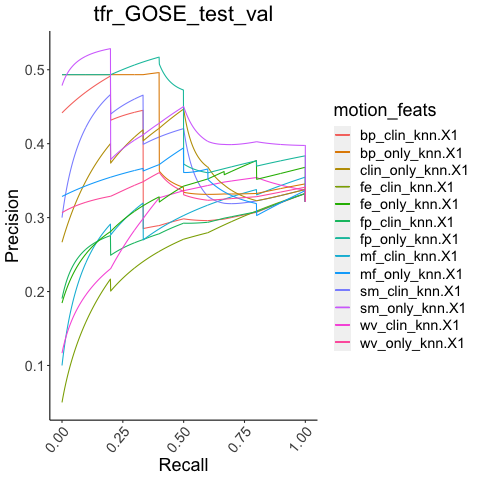 tfr_GOSE_test_val
Precision
0.5
0.4
0.3
0.2
0.1
0.00
0.25
0.50
0.75
1.00
Recall
motion_feats
bp_clin_knn.X1
bp_only_knn.X1
clin_only_knn.X1
fe_clin_knn.X1
fe_only_knn.X1
fp_clin_knn.X1
fp_only_knn.X1
mf_clin_knn.X1
mf_only_knn.X1
sm_clin_knn.X1
sm_only_knn.X1
wv_clin_knn.X1
wv_only_knn.X1